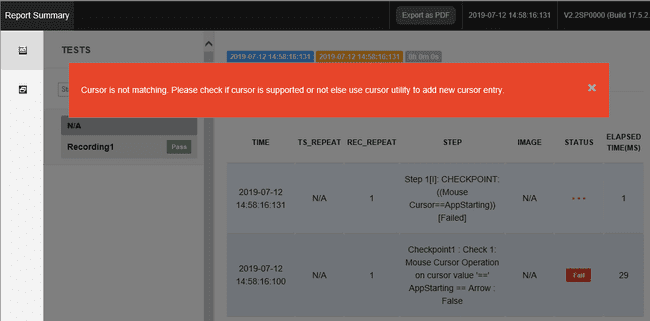 Report Summary
Export as PDF
2019-07-12 14:58:16:131
V2.2SP0000 (Build 17.5.2
TESTS
2019-07-12 14:58:16:131 2019-07-12 14:58:16:131 0h 0m 0s
Cursor is not matching. Please check if cursor is supported or not else use cursor utility to add new cursor entry.
×
N/A
Recording1 Pass
TIME TS_REPEAT REC_REPEAT STEP IMAGE STATUS ELAPSED
TIME(MS)
Step 1[I]: CHECKPOINT:
2019-07-12
14:58:16:131
N/A
1
((Mouse
Cursor==AppStarting))
[Failed]
N/A
•••
1
Checkpoint1 : Check 1:
2019-07-12
14:58:16:100
N/A
1
Mouse Cursor Operation
on cursor value '=='
AppStarting == Arrow :
False
N/A
Fail
29